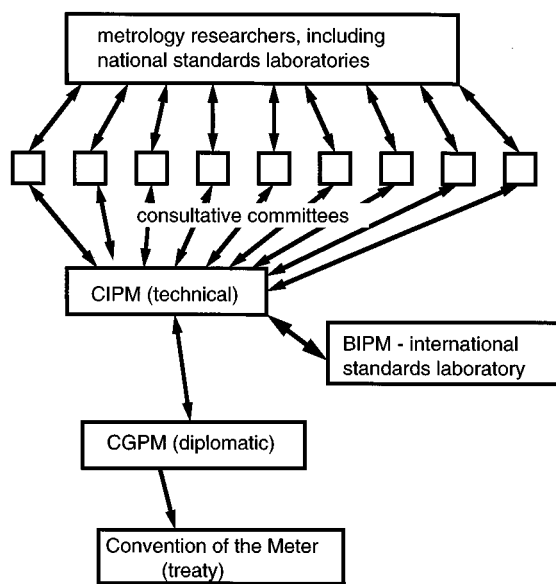 metrology researchers, including
national standards laboratories
consultative committees
CIPM (technical)
BIPM - international
standards laboratory
CGPM (diplomatic)
Convention of the Meter
(treaty)